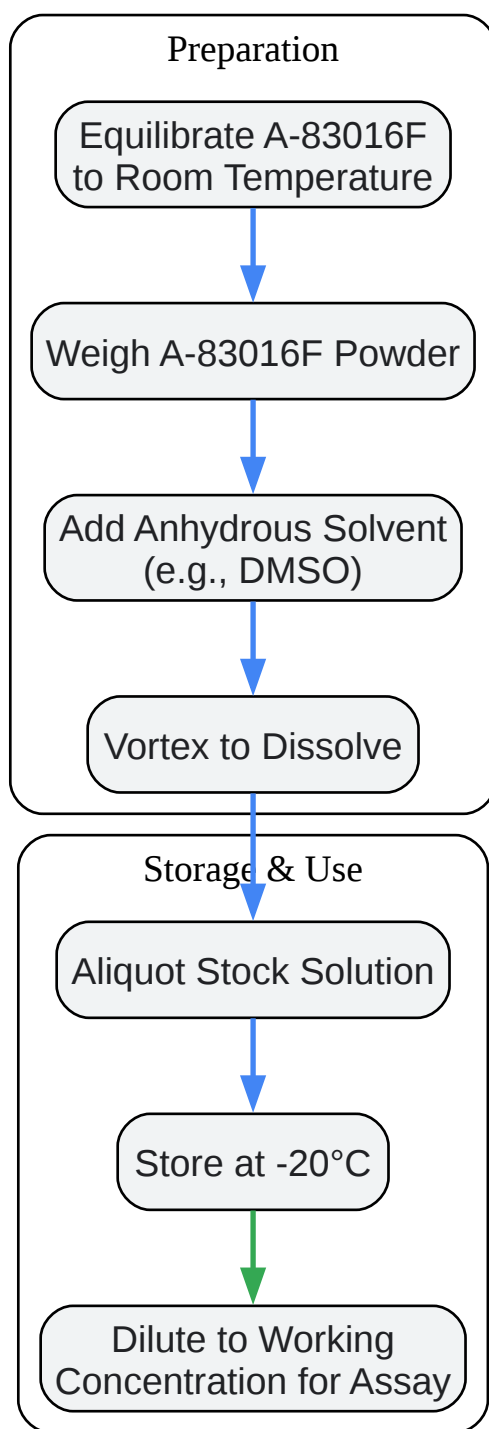 Preparation
Equilibrate A-83016F
to Room Temperature
Weigh A-83016F Powder
Add Anhydrous Solvent
(e.g., DMSO)
Vortex to Dissolve
Storage & Use
Aliquot Stock Solution
Store at -20°C
Dilute to Working
Concentration for Assay